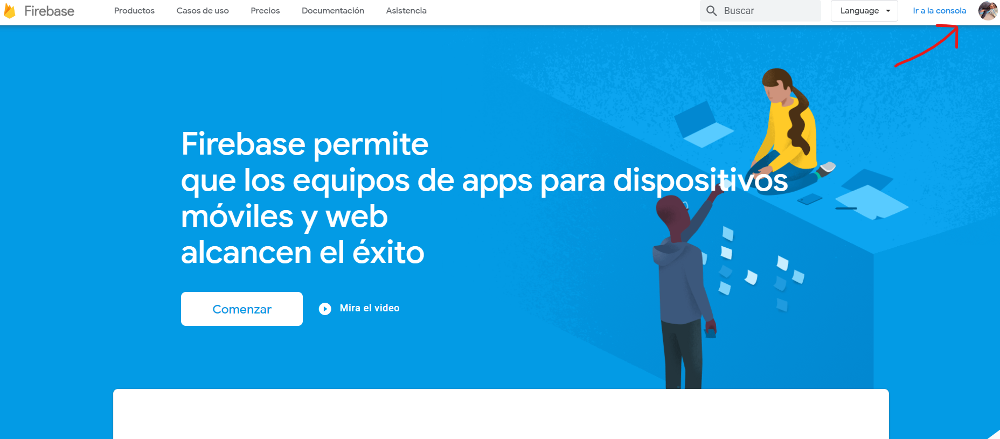 Firebase Productos Casos de uso Precios Documentación Asistencia Buscar Language Ir a la consola
Firebase permite
que los equipos de apps para dispositivos
móviles y web
alcancen el éxito
Comenzar Mira el video